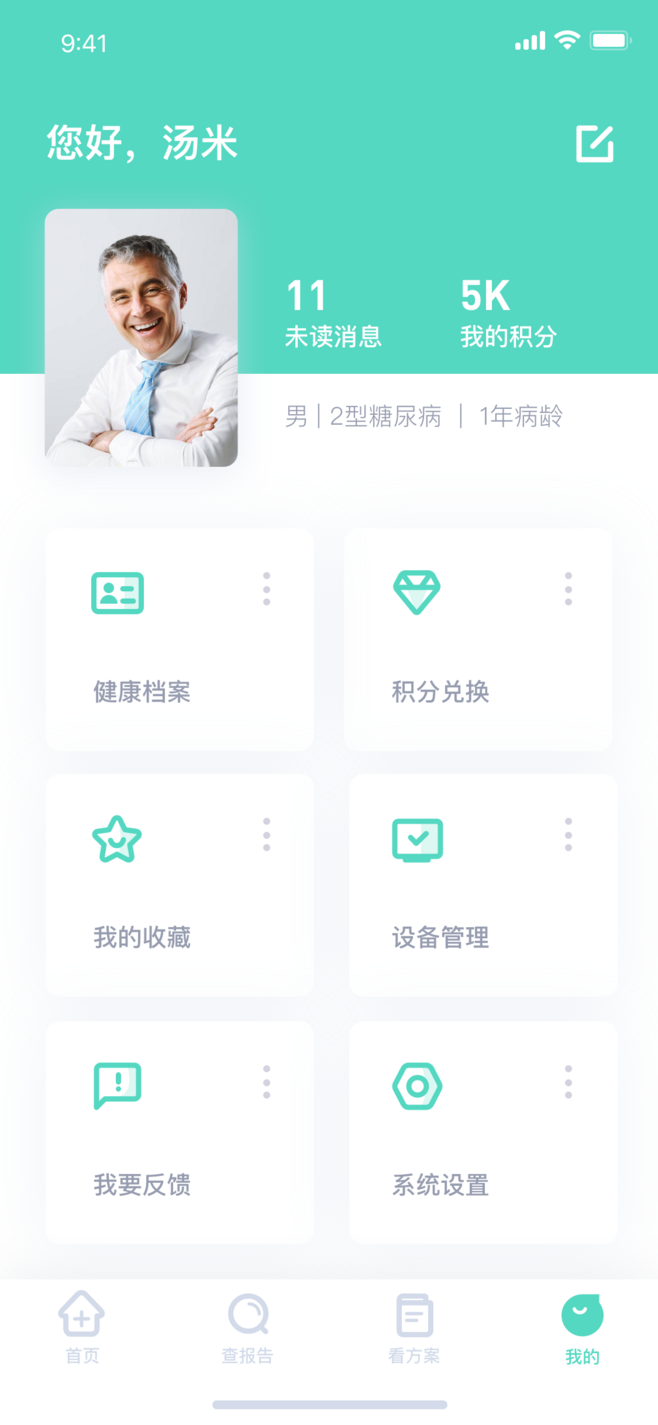 9:41
您好，汤米
11
5K
未读消息
我的积分
男 | 2型糖尿病 | 1年病龄
健康档案
积分兑换
我的收藏
设备管理
我要反馈
系统设置
首页
查报告
看方案
我的